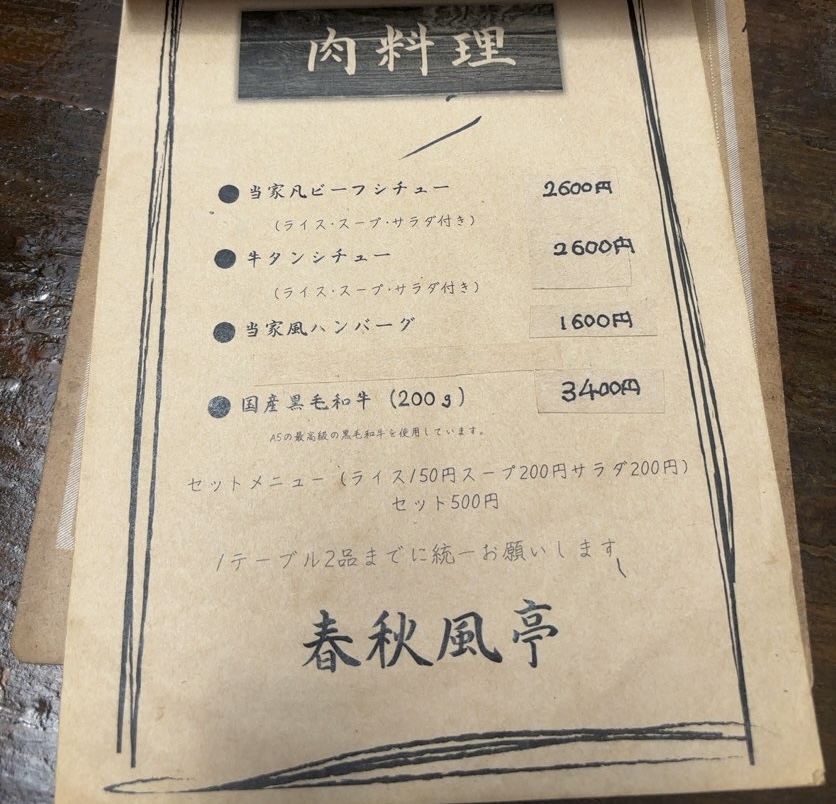 肉料理
●当家凡ビーフシチュー 2600円
(ライス・スープ・サラダ付き)
●牛タンシチュー 2600円
(ライス・スープ・サラダ付き)
●当家風ハンバーグ 1600円
●国産黒毛和牛 (200g) 3400円
A5の最高級の黒毛和牛を使用しています。
セットメニュー (ライス150円スープ200円サラダ200円)
セット500円
1テーブル2品までに統一お願いします
春秋風亭